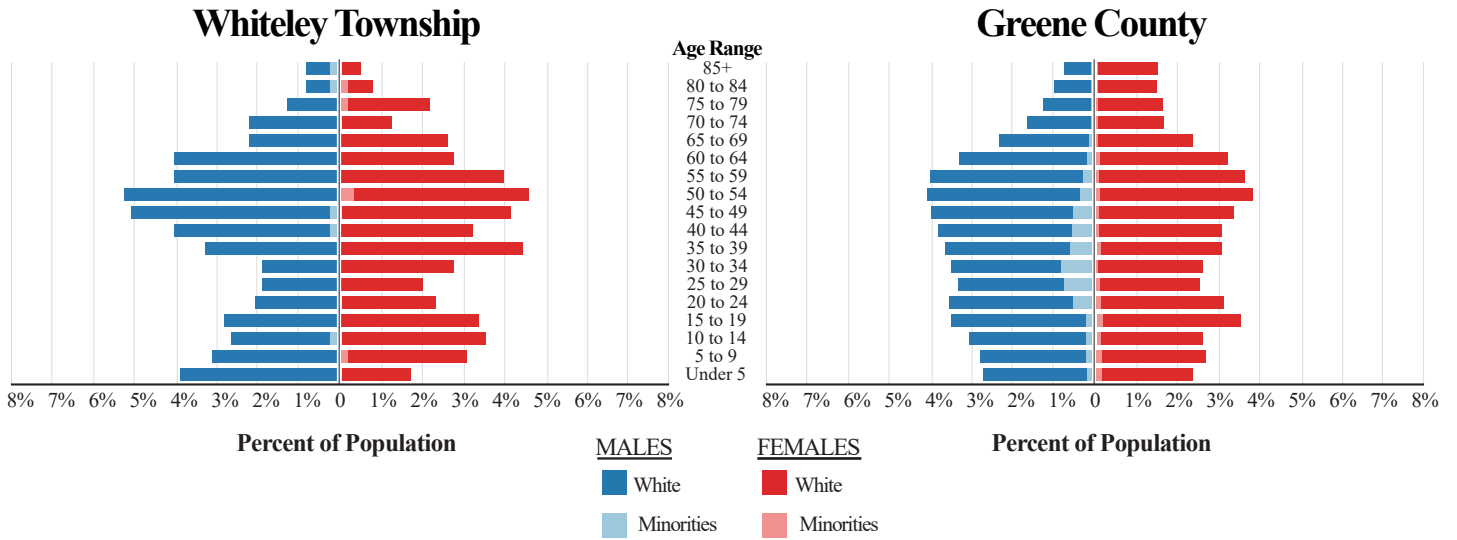 Whiteley Township
Greene County
Age Range
85+
80 to 84
75 to 79
70 to 74
65 to 69
60 to 64
55 to 59
50 to 54
45 to 49
40 to 44
35 to 39
30 to 34
25 to 29
20 to 24
15 to 19
10 to 14
5 to 9
Under 5
8% 7% 6% 5% 4% 2% 1% 0 1% 2% 3% 4% 5% 6% 7% 8%
8% 7% 6% 5% 4% 2% 1% 0 1% 2% 3% 4% 5% 6% 7% 8%
Percent of Population
Percent of Population
MALES
FEMALES
White
White
Minorities
Minorities